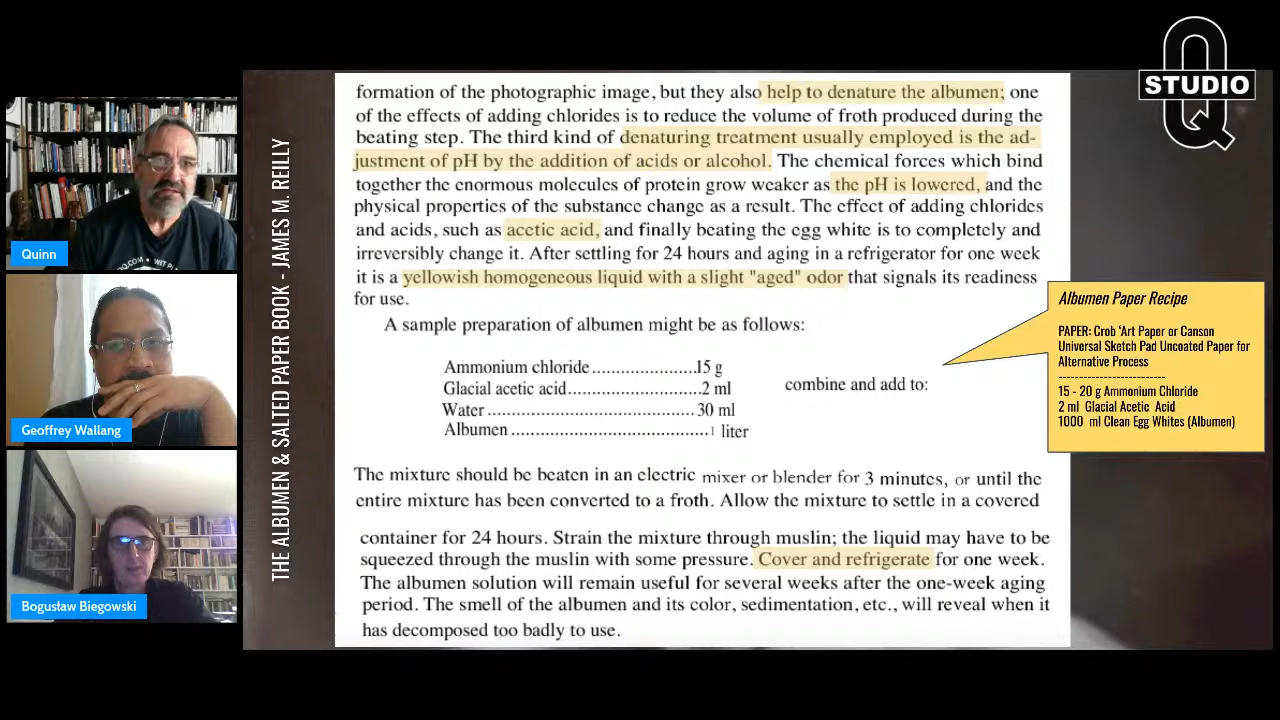 Q
STUDIO
Quinn
Geoffrey Wallang
Bogusław Biegowski
THE ALBUMEN & SALTED PAPER BOOK - JAMES M. REILLY
formation of the photographic image, but they also help to denature the albumen; one
of the effects of adding chlorides is to reduce the volume of froth produced during the
beating step. The third kind of denaturing treatment usually employed is the ad-
justment of pH by the addition of acids or alcohol. The chemical forces which bind
together the enormous molecules of protein grow weaker as the pH is lowered, and the
physical properties of the substance change as a result. The effect of adding chlorides
and acids, such as acetic acid, and finally beating the egg white is to completely and
irreversibly change it. After settling for 24 hours and aging in a refrigerator for one week
it is a yellowish homogeneous liquid with a slight "aged" odor that signals its readiness
for use.
A sample preparation of albumen might be as follows:
Ammonium chloride.....................15 g
Glacial acetic acid..........................2 ml
Water........................................30 ml
Albumen......................................1 liter
combine and add to:
The mixture should be beaten in an electric mixer or blender for 3 minutes, or until the
entire mixture has been converted to a froth. Allow the mixture to settle in a covered
container for 24 hours. Strain the mixture through muslin; the liquid may have to be
squeezed through the muslin with some pressure. Cover and refrigerate for one week.
The albumen solution will remain useful for several weeks after the one-week aging
period. The smell of the albumen and its color, sedimentation, etc., will reveal when it
has decomposed too badly to use.
Albumen Paper Recipe
PAPER: Crob 'Art Paper or Canson
Universal Sketch Pad Uncoated Paper for
Alternative Process
--------------------------
15 - 20 g Ammonium Chloride
2 ml Glacial Acetic Acid
1000 ml Clean Egg Whites (Albumen)